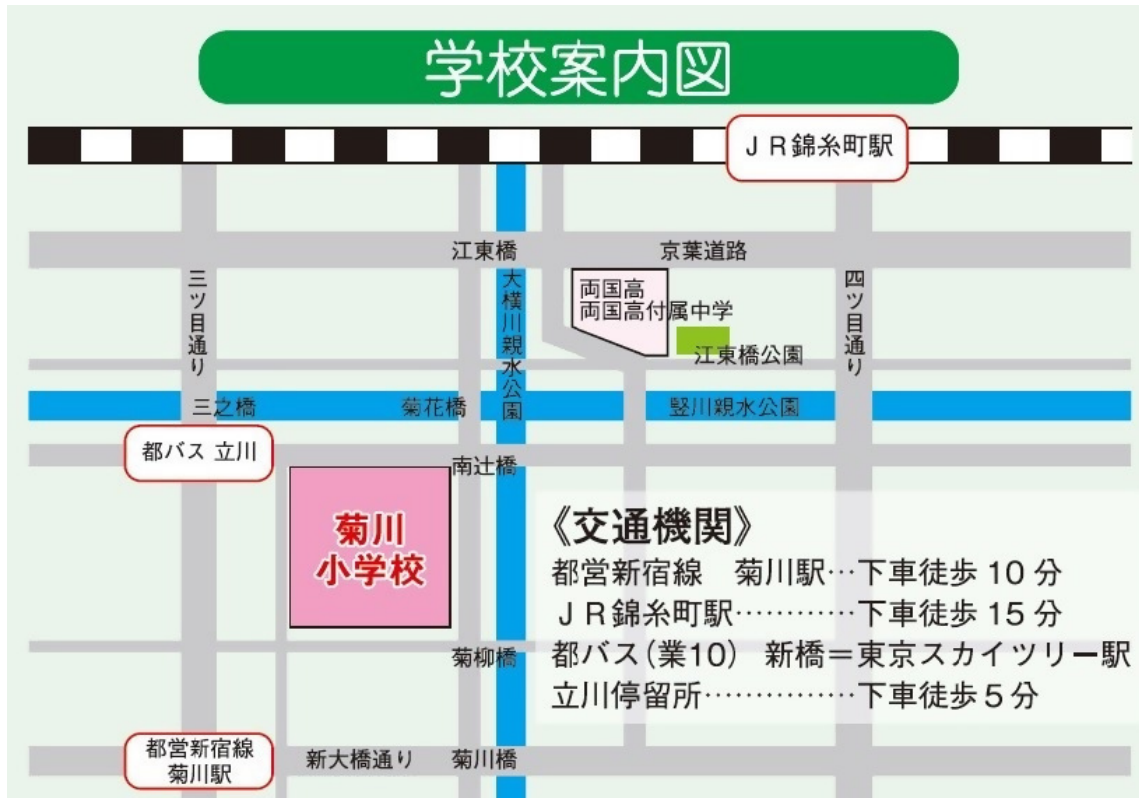 学校案内図
ＪＲ錦糸町駅
江東橋
京葉道路
三ツ目通り
大横川親水公園
両国高
両国高付属中学
四ツ目通り
江東橋公園
三之橋
菊花橋
竪川親水公園
都バス 立川
南辻橋
菊川
小学校
《交通機関》
都営新宿線　菊川駅…下車徒歩 10 分
ＪＲ錦糸町駅…………下車徒歩 15 分
都バス(業10)　新橋＝東京スカイツリー駅
立川停留所……………下車徒歩 5 分
菊柳橋
都営新宿線
菊川駅
新大橋通り
菊川橋